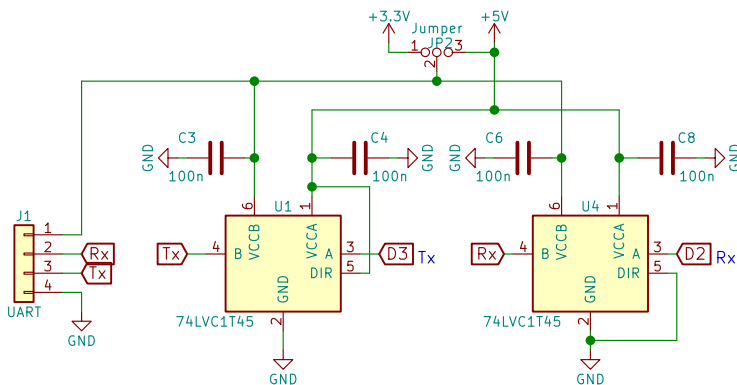 +3.3V
+5V
Jumper
JP2
1
3
2
C3
100n
GND
C4
100n
GND
C6
100n
GND
C8
100n
GND
J1
1
2
Rx
3
Tx
4
UART
GND
U1
6
1
VCCB
VCCA
Tx
4
B
A
3
D3
Tx
DIR
5
GND
2
74LVC1T45
GND
U4
6
1
VCCB
VCCA
Rx
4
B
A
3
D2
Rx
DIR
5
GND
2
74LVC1T45
GND